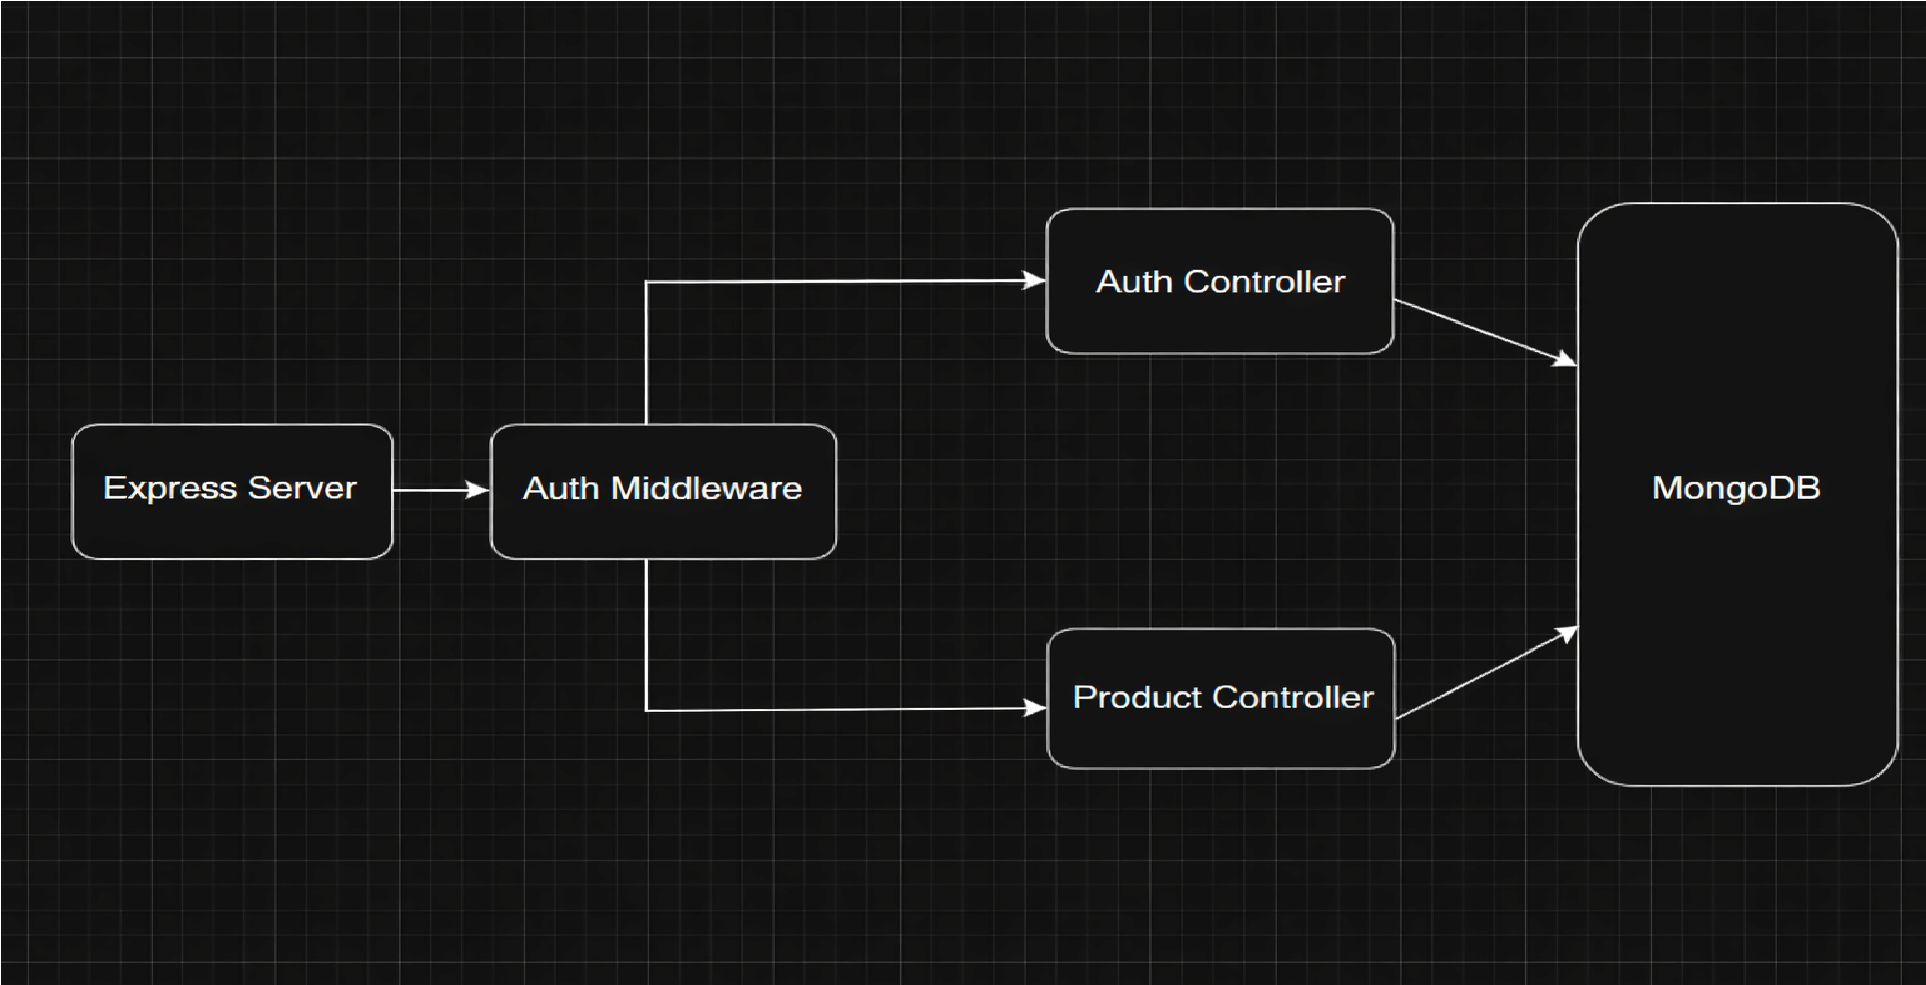 Express Server
Auth Middleware
Auth Controller
Product Controller
MongoDB